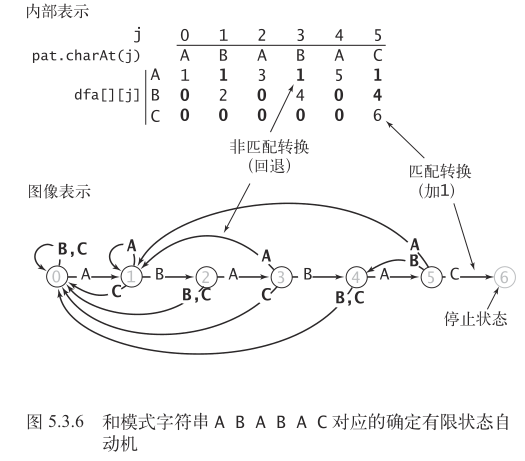 内部表示
j 0 1 2 3 4 5
pat.charAt(j) A B A B A C
A 1 1 3 1 5 1
dfa[][j] B 0 2 0 4 0 4
C 0 0 0 0 0 6
非匹配转换
(回退)
匹配转换
(加1)
图像表示
B,C A A A B
0 A 1 B 2 A 3 B 4 A 5 C 6
C B,C C B,C
停止状态
图 5.3.6 和模式字符串 A B A B A C 对应的确定有限状态自
动机